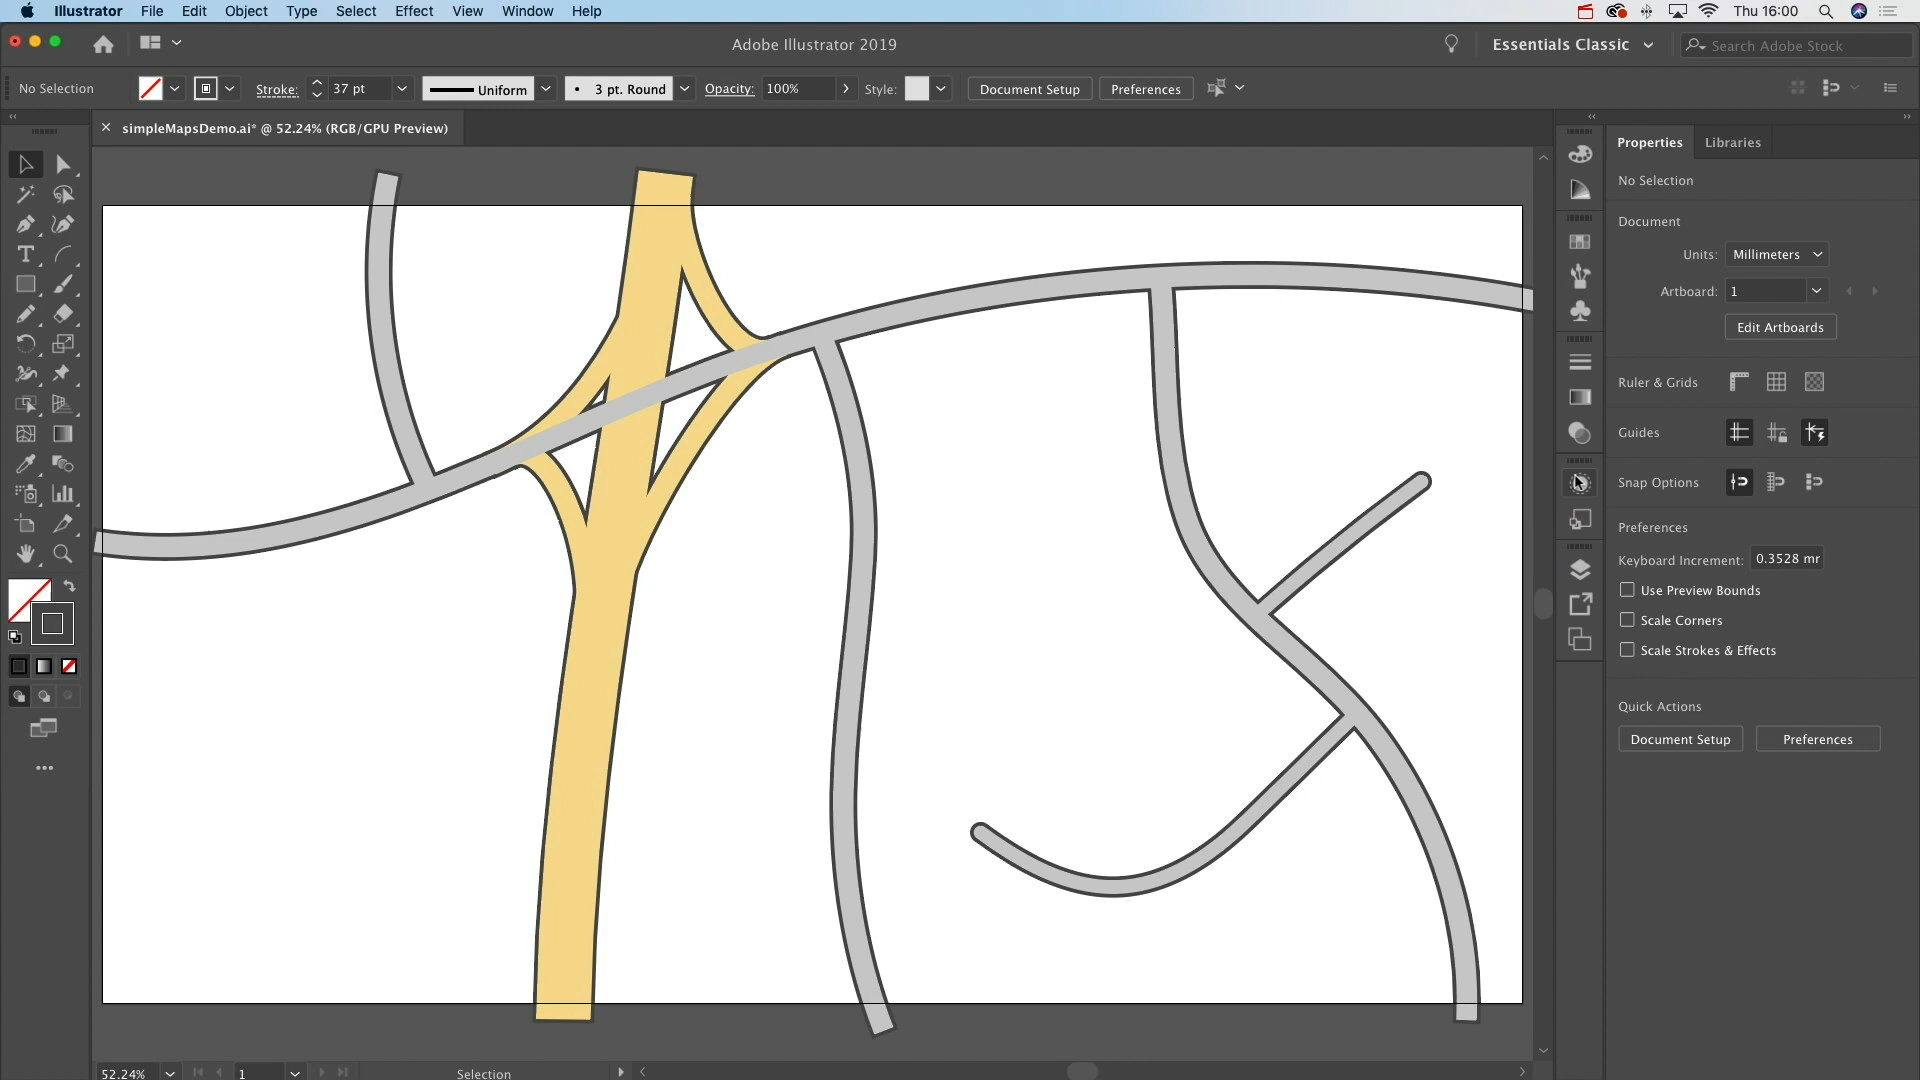 Illustrator File Edit Object Type Select Effect View Window Help Thu 16:00
Adobe Illustrator 2019 Essentials Classic Search Adobe Stock
No Selection Stroke: 37 pt Uniform 3 pt. Round Opacity: 100% Style: Document Setup Preferences
simpleMapsDemo.ai* @ 52.24% (RGB/GPU Preview)
Properties Libraries
No Selection
Document
Units: Millimeters
Artboard: 1
Edit Artboards
Ruler & Grids
Guides
Snap Options
Preferences
Keyboard Increment: 0.3528 mr
Use Preview Bounds
Scale Corners
Scale Strokes & Effects
Quick Actions
Document Setup Preferences
52.24% 1 Selection